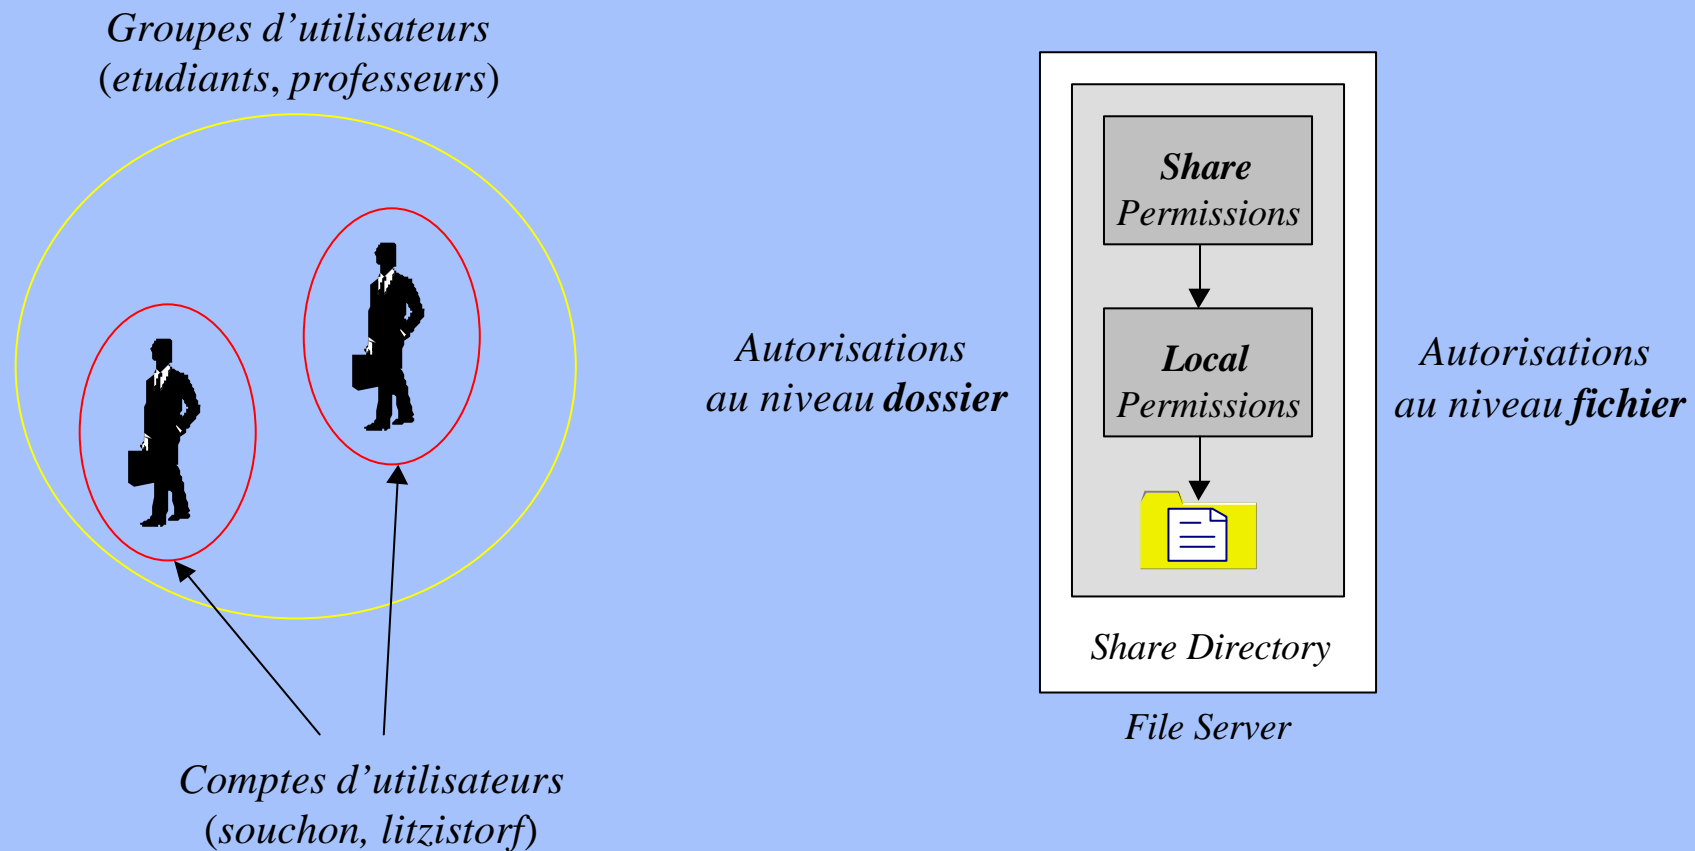 Groupes d’utilisateurs
(etudiants, professeurs)
Comptes d’utilisateurs
(souchon, litzistorf)
Autorisations
au niveau dossier
Share
Permissions
Local
Permissions
Share Directory
File Server
Autorisations
au niveau fichier